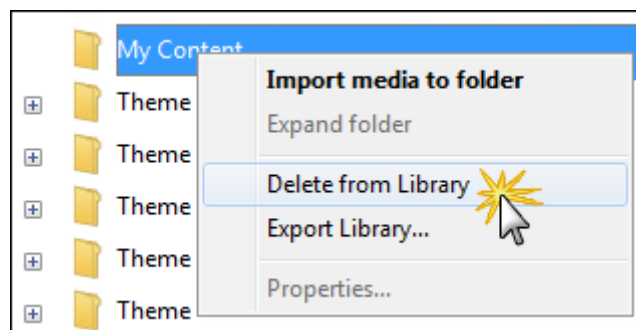 My Content
Import media to folder
Theme
Expand folder
Theme
Delete from Library
Theme
Export Library...
Theme
Properties...
Theme